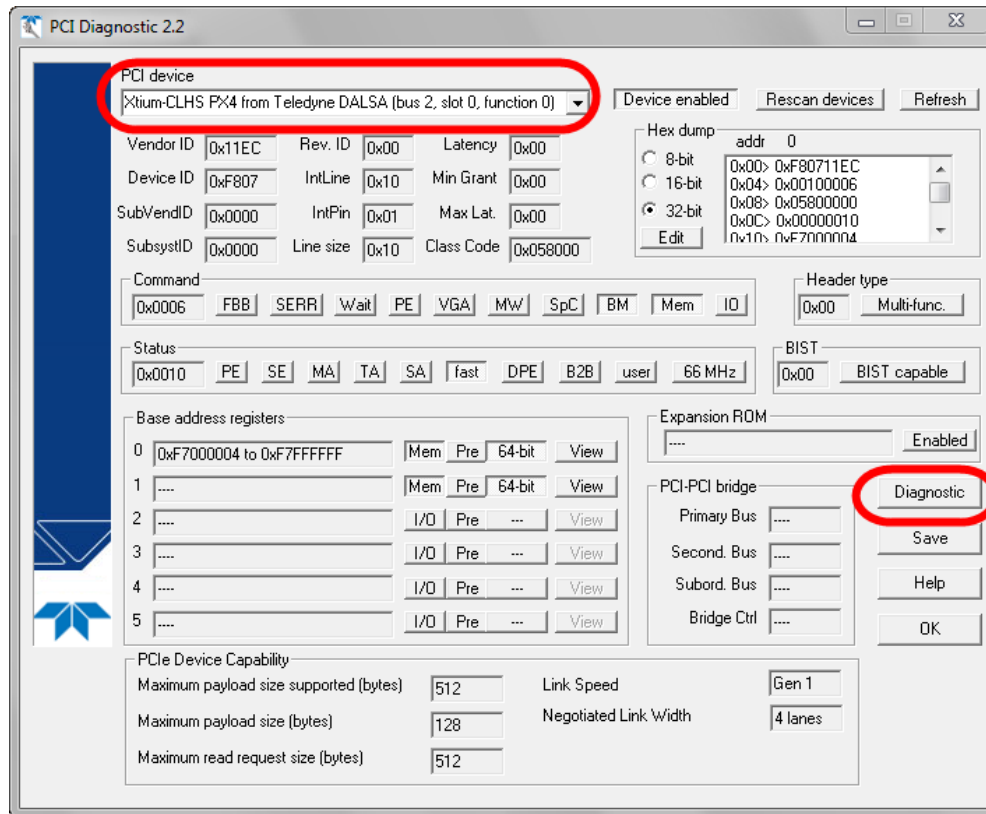 PCI Diagnostic 2.2
PCI device
Xtium-CLHS PX4 from Teledyne DALSA (bus 2, slot 0, function 0)
Device enabled Rescan devices Refresh
Vendor ID 0x11EC Rev. ID 0x00 Latency 0x00
Device ID 0xF807 IntLine 0x10 Min Grant 0x00
SubVendID 0x0000 IntPin 0x01 Max Lat. 0x00
SubsystID 0x0000 Line size 0x10 Class Code 0x058000
Hex dump addr 0
8-bit
16-bit
32-bit
Edit
0x00> 0xF80711EC
0x04> 0x00100006
0x08> 0x05800000
0x0C> 0x00000010
0x10> 0xF7000004
Command
0x0006 FBB SERR Wait PE VGA MW SpC BM Mem IO
Header type
0x00 Multi-func.
Status
0x0010 PE SE MA TA SA fast DPE B2B user 66 MHz
BIST
0x00 BIST capable
Base address registers
0 0xF7000004 to 0xF7FFFFFF Mem Pre 64-bit View
1 ---- Mem Pre 64-bit View
2 ---- I/O Pre --- View
3 ---- I/O Pre --- View
4 ---- I/O Pre --- View
5 ---- I/O Pre --- View
Expansion ROM
---- Enabled
PCI-PCI bridge
Primary Bus ----
Second. Bus ----
Subord. Bus ----
Bridge Ctrl ----
Diagnostic
Save
Help
OK
PCIe Device Capability
Maximum payload size supported (bytes) 512 Link Speed Gen 1
Maximum payload size (bytes) 128 Negotiated Link Width 4 lanes
Maximum read request size (bytes) 512